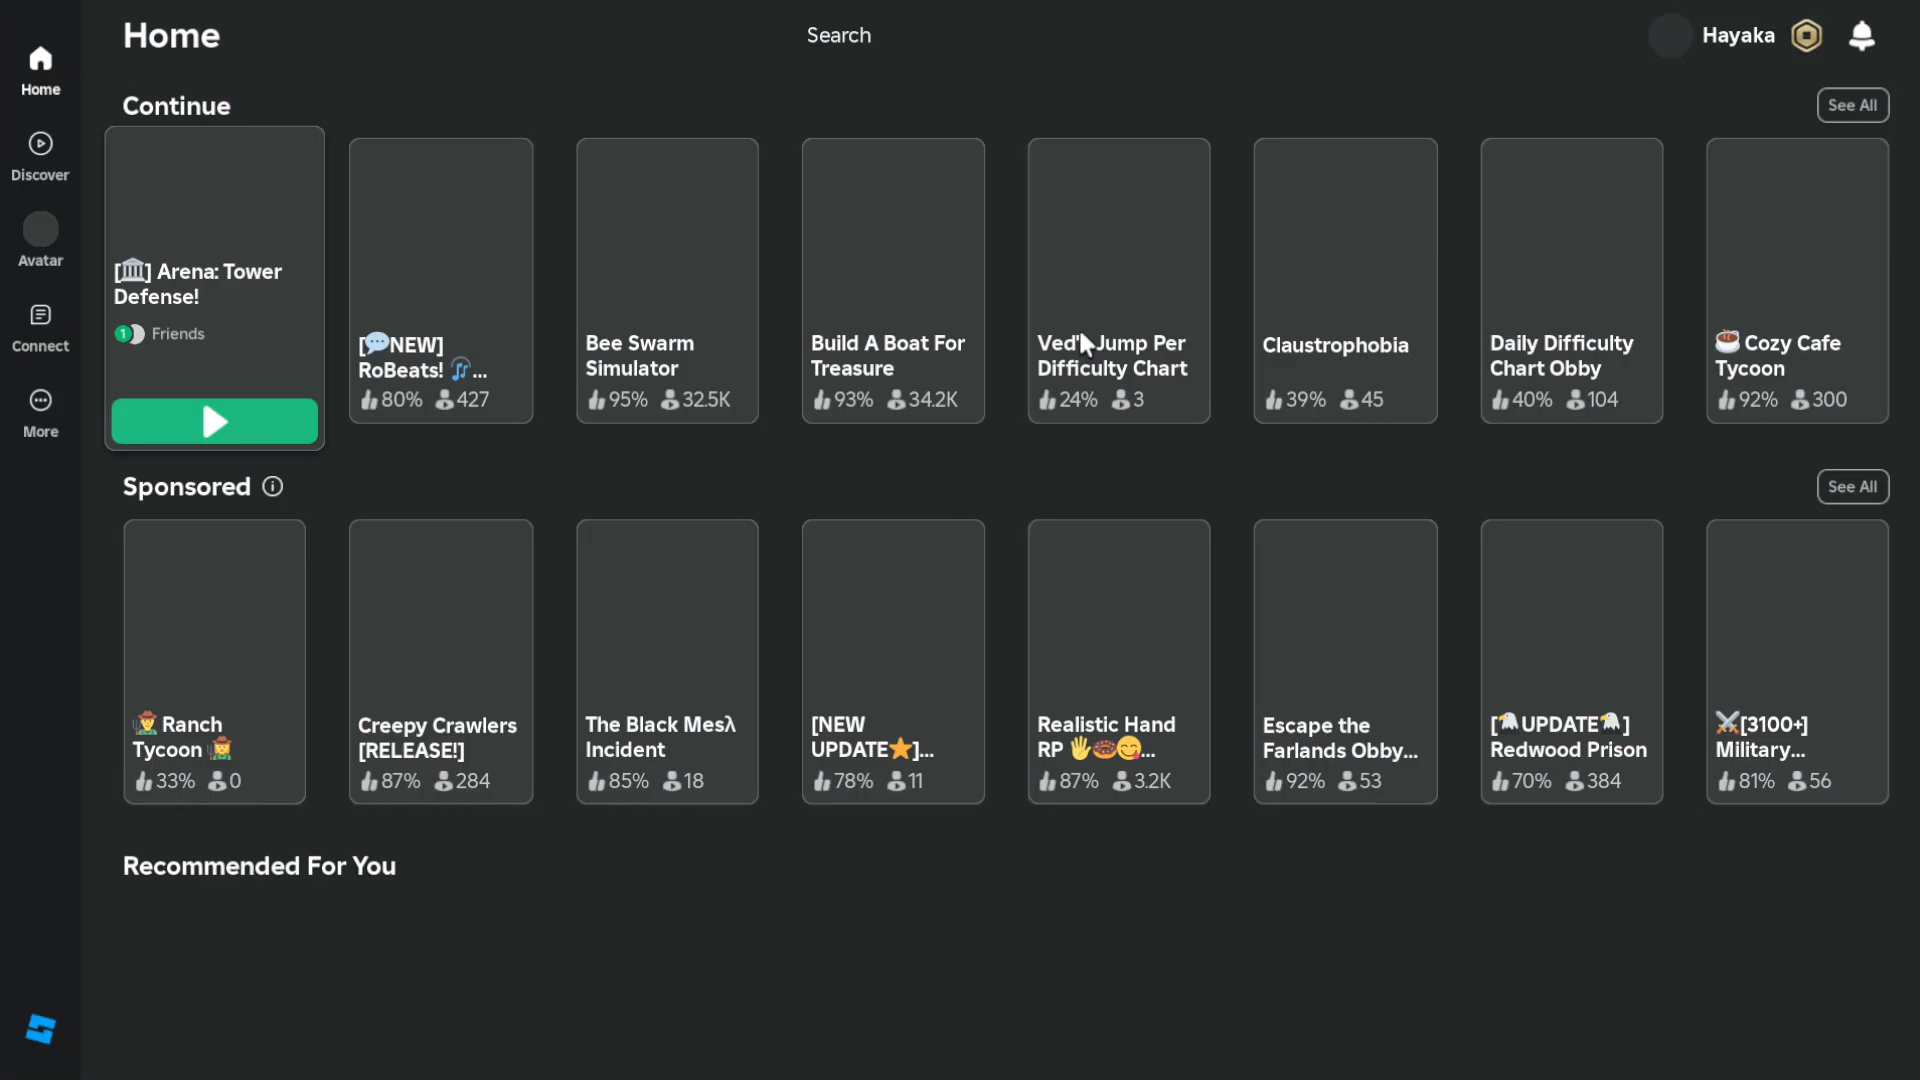 Home
Search
Hayaka
Home
Discover
Avatar
Connect
More
Continue
See All
[🏛] Arena: Tower
Defense!
1 Friends
[💬NEW]
RoBeats! 🎵...
80% 427
Bee Swarm
Simulator
95% 32.5K
Build A Boat For
Treasure
93% 34.2K
Jump Per
Difficulty Chart
24% 3
Claustrophobia
39% 45
Daily Difficulty
Chart Obby
40% 104
☕ Cozy Cafe
Tycoon
92% 300
Sponsored
See All
Ranch
Tycoon
33% 0
Creepy Crawlers
[RELEASE!]
87% 284
The Black Mesλ
Incident
85% 18
[NEW
UPDATE⭐]...
78% 11
Realistic Hand
RP 🖐🍩😋...
87% 3.2K
Escape the
Farlands Obby...
92% 53
[🦅UPDATE🦅]
Redwood Prison
70% 384
⚔[3100+]
Military...
81% 56
Recommended For You